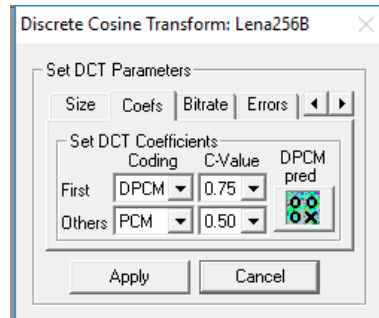 Discrete Cosine Transform: Lena256B
Set DCT Parameters
Size Coefs Bitrate Errors
Set DCT Coefficients
Coding C-Value DPCM pred
First DPCM 0.75
Others PCM 0.50
Apply Cancel